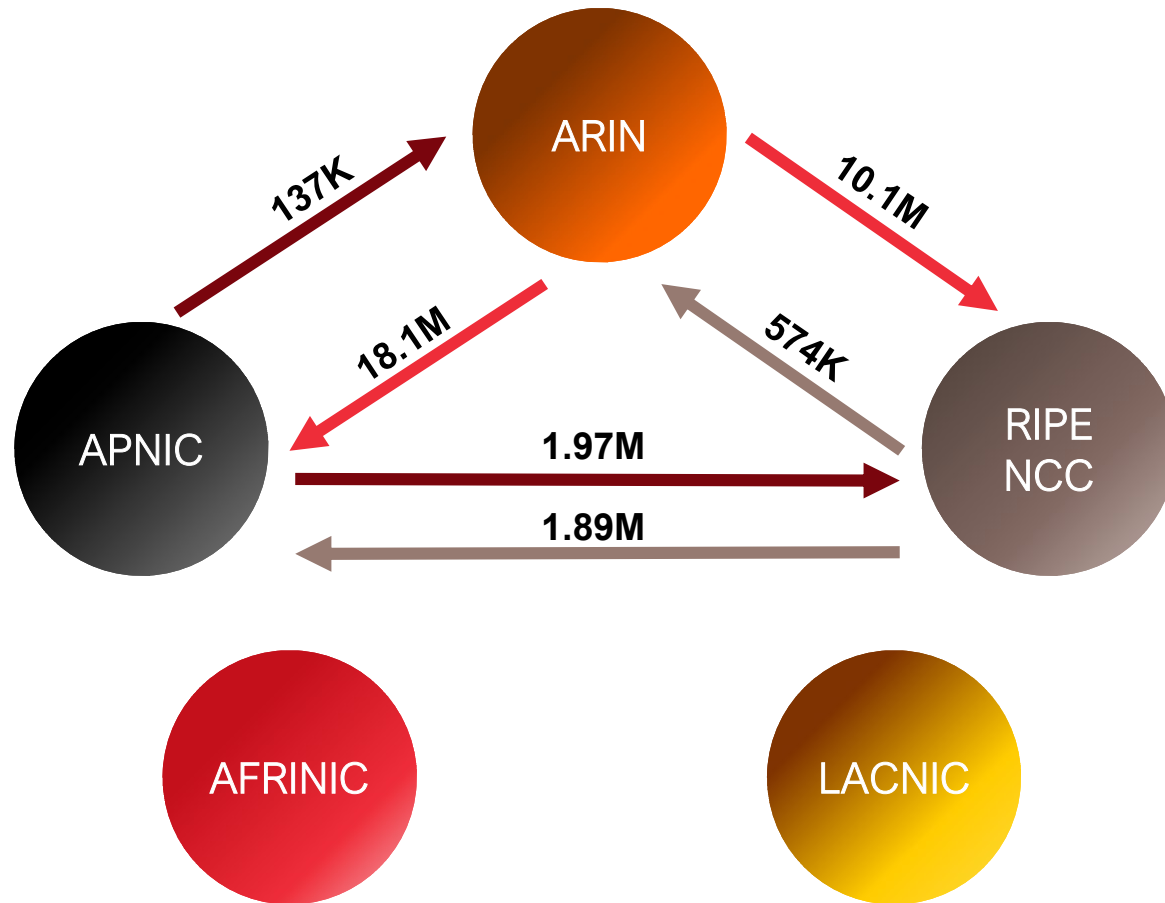 ARIN
137K
10.1M
18.1M
574K
APNIC
1.97M
RIPE
NCC
1.89M
AFRINIC
LACNIC